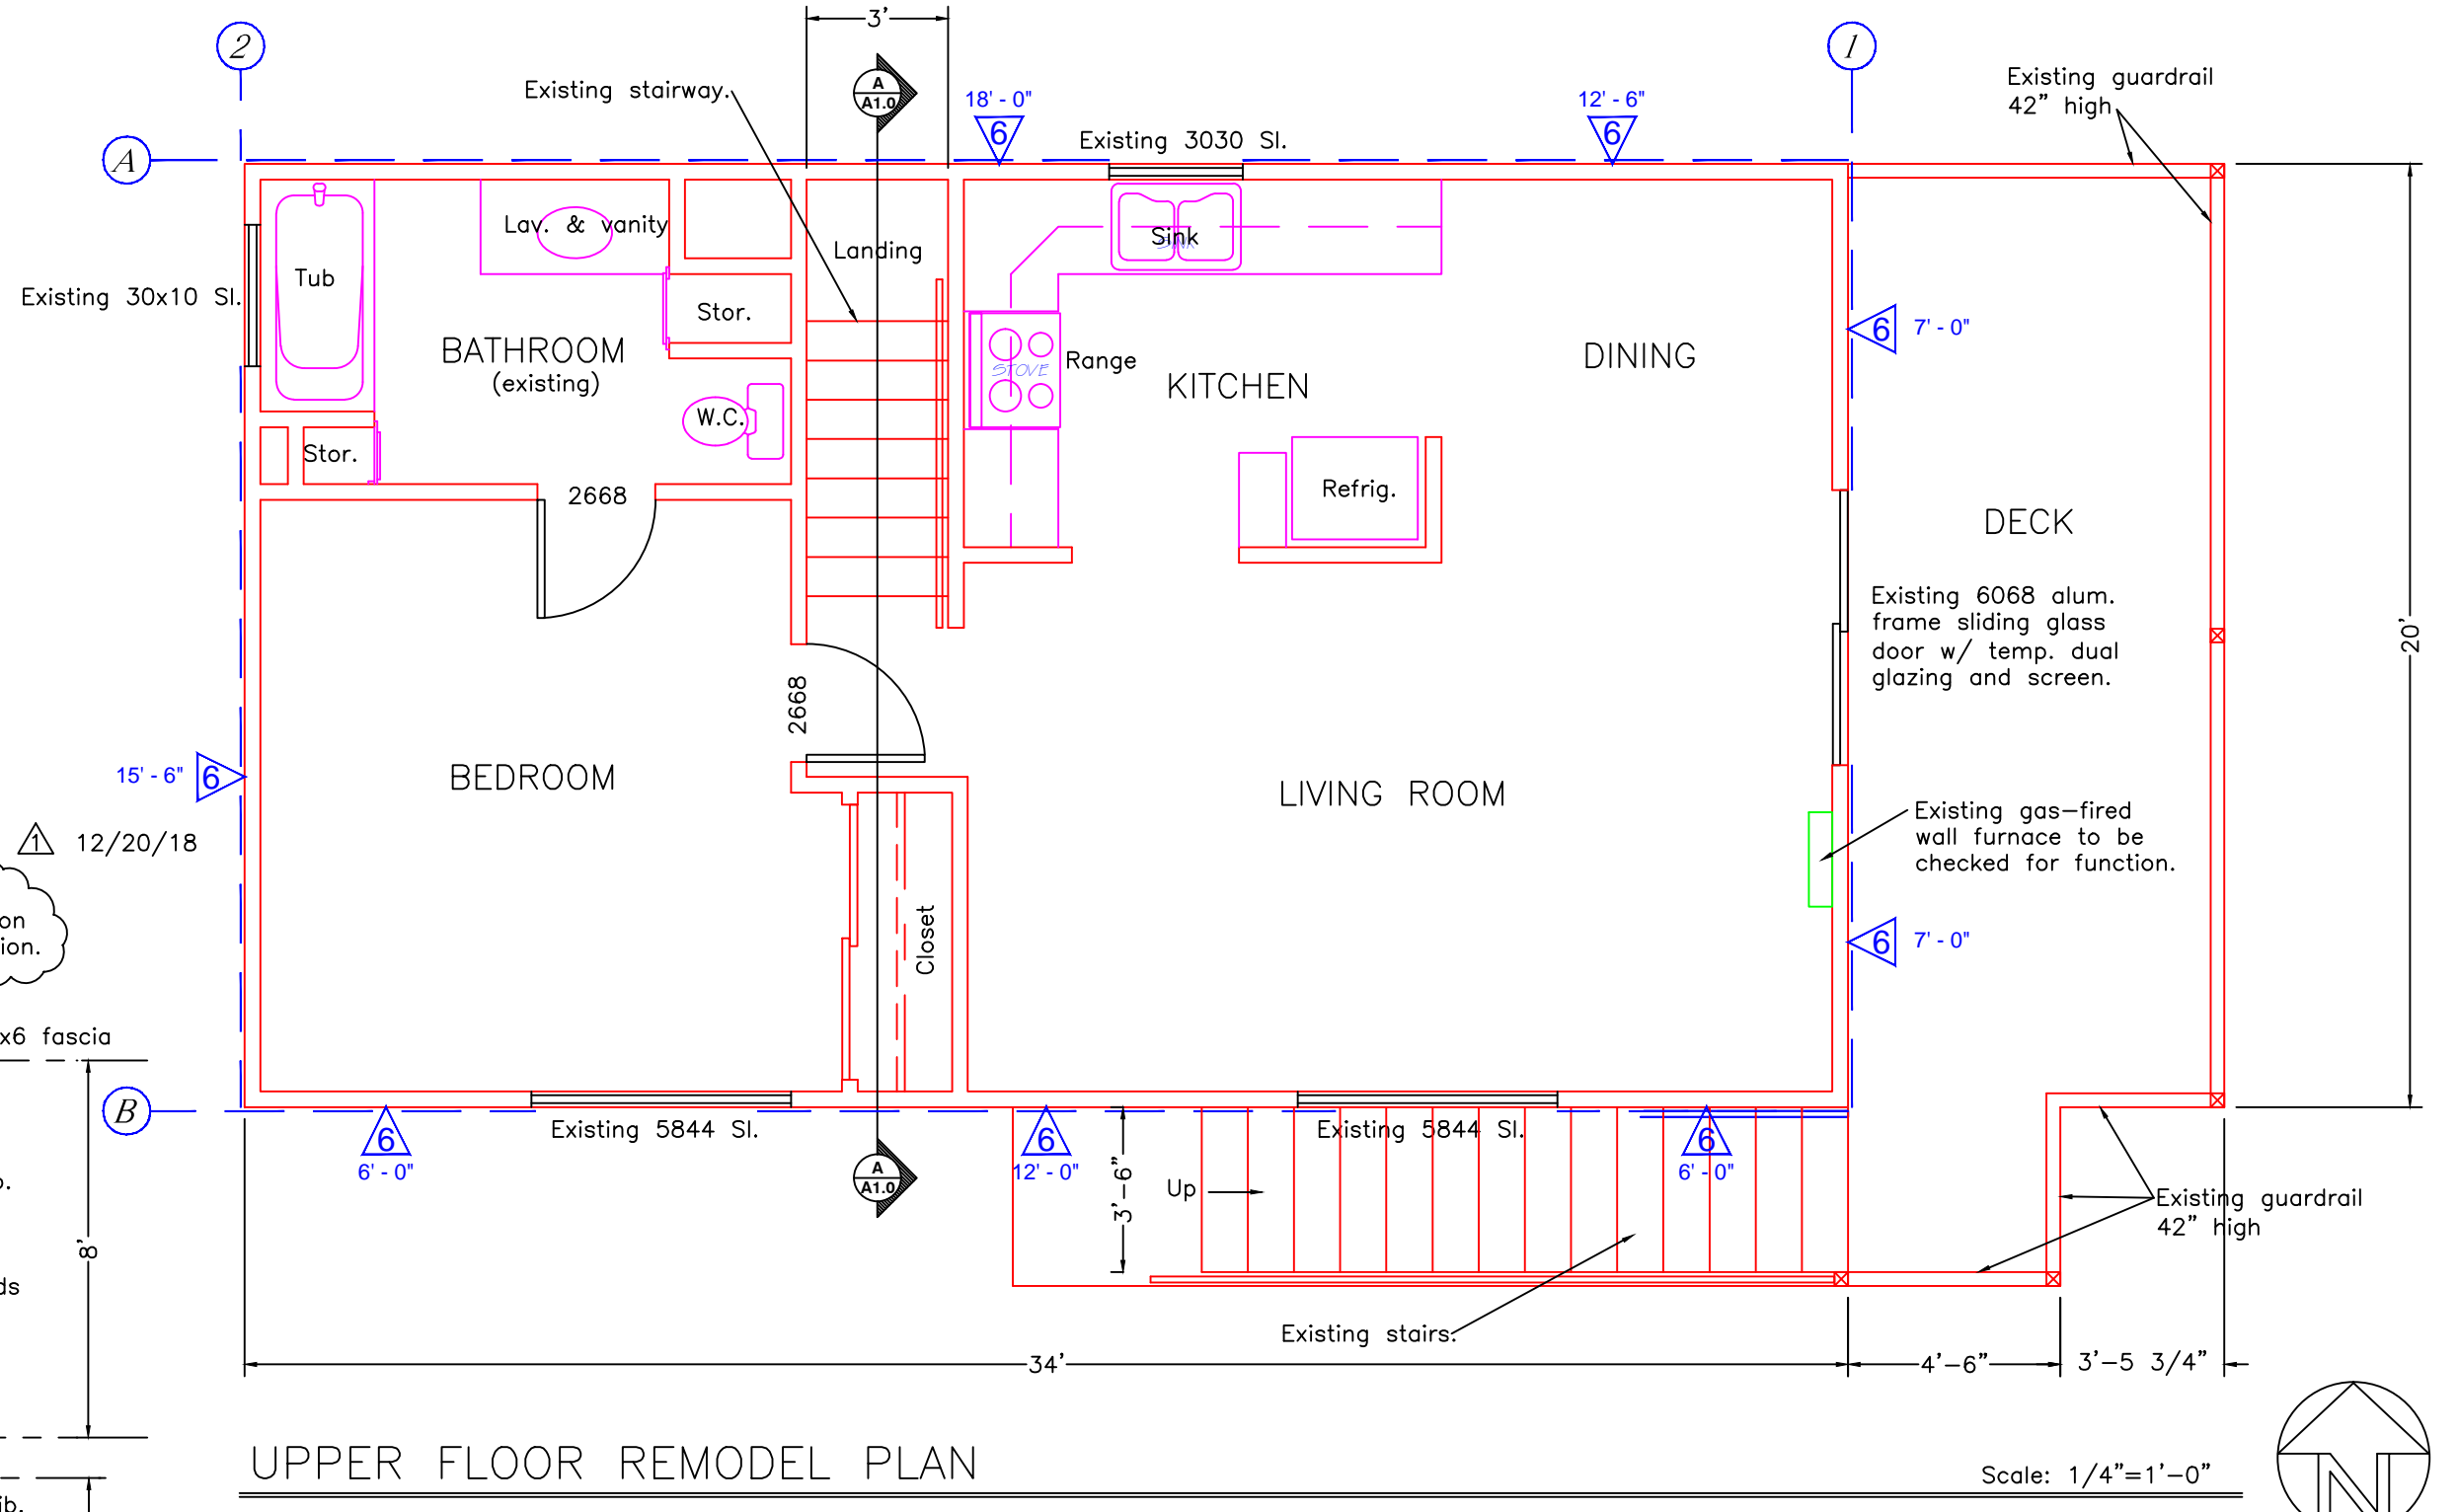 3'
2
1
Existing stairway.
A
A1.0
18' - 0"
6
12' - 6"
6
Existing guardrail
42" high
A
Existing 3030 Sl.
Lav. & vanity
Landing
Sink
SINK
Tub
Existing 30x10 Sl.
Stor.
BATHROOM
(existing)
Range
STOVE
KITCHEN
DINING
6
7' - 0"
W.C.
Stor.
2668
Refrig.
DECK
Existing 6068 alum.
frame sliding glass
door w/ temp. dual
glazing and screen.
20'
2668
15' - 6"
6
BEDROOM
LIVING ROOM
1
12/20/18
Existing gas-fired
wall furnace to be
checked for function.
on
ion.
Closet
6
7' - 0"
x6 fascia
B
Existing 5844 Sl.
Existing 5844 Sl.
6
6' - 0"
6
12' - 0"
6
6' - 0"
A
A1.0
3'-6"
Up
Existing guardrail
42" high
8'
ds
Existing stairs.
34'
4'-6"
3'-5 3/4"
UPPER FLOOR REMODEL PLAN
Scale: 1/4"=1'-0"
N
ib.